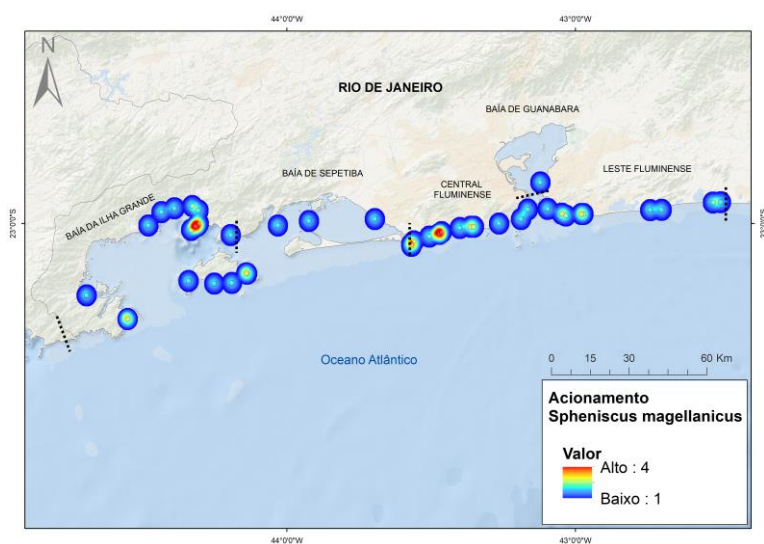 44°0'0"W
43°0'0"W
N
RIO DE JANEIRO
BAÍA DE GUANABARA
BAÍA DE SEPETIBA
CENTRAL
FLUMINENSE
LESTE FLUMINENSE
BAÍA DA ILHA GRANDE
23°0'0"S
23°0'0"S
Oceano Atlântico
0 15 30 60 Km
Acionamento
Spheniscus magellanicus
Valor
Alto : 4
Baixo : 1
44°0'0"W
43°0'0"W